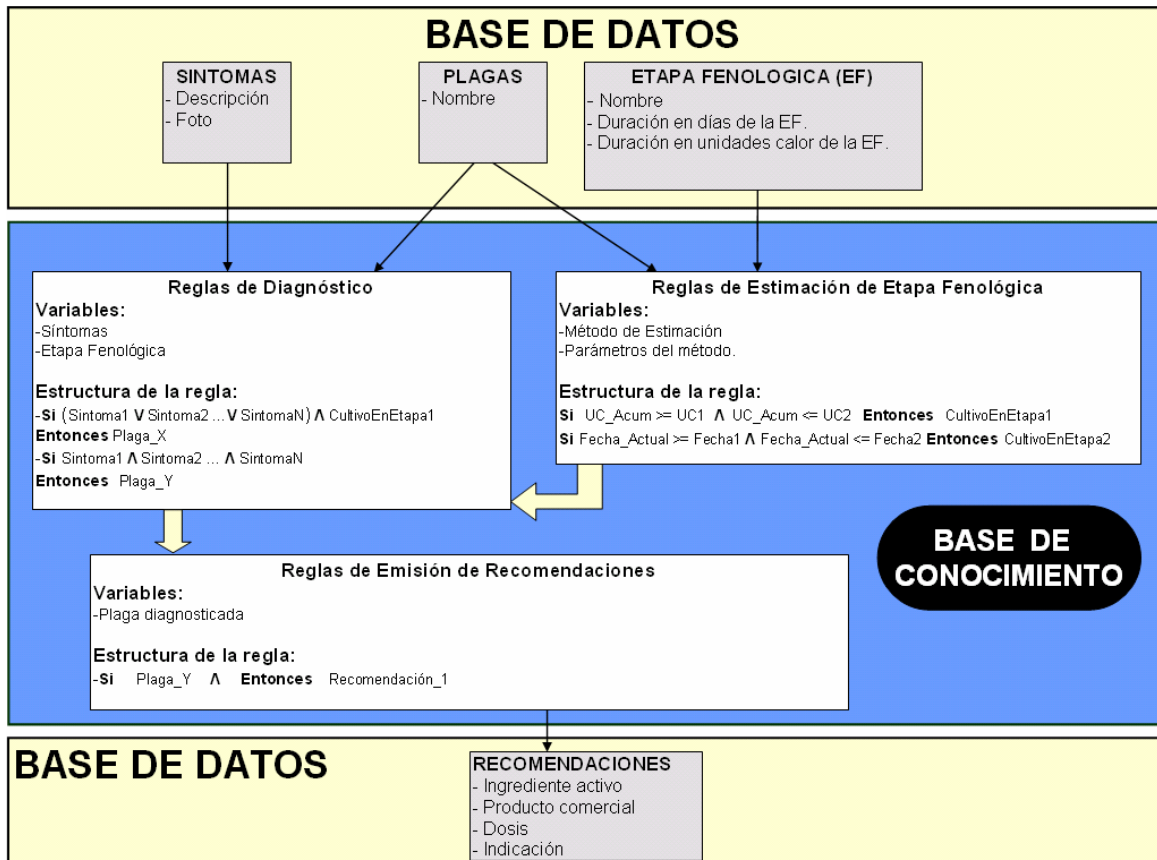 BASE DE DATOS
SINTOMAS
- Descripción
- Foto
PLAGAS
- Nombre
ETAPA FENOLOGICA (EF)
- Nombre
- Duración en días de la EF.
- Duración en unidades calor de la EF.
Reglas de Diagnóstico
Variables:
-Síntomas
-Etapa Fenológica
Estructura de la regla:
-Si (Sintoma1 V Sintoma2 ... V SintomaN) Λ CultivoEnEtapa1
Entonces Plaga_X
-Si Sintoma1 Λ Sintoma2 ... Λ SintomaN
Entonces Plaga_Y
Reglas de Estimación de Etapa Fenológica
Variables:
-Método de Estimación
-Parámetros del método.
Estructura de la regla:
Si UC_Acum >= UC1 Λ UC_Acum <= UC2 Entonces CultivoEnEtapa1
Si Fecha_Actual >= Fecha1 Λ Fecha_Actual <= Fecha2 Entonces CultivoEnEtapa2
BASE DE
CONOCIMIENTO
Reglas de Emisión de Recomendaciones
Variables:
-Plaga diagnosticada
Estructura de la regla:
-Si Plaga_Y Λ Entonces Recomendación_1
BASE DE DATOS
RECOMENDACIONES
- Ingrediente activo
- Producto comercial
- Dosis
- Indicación